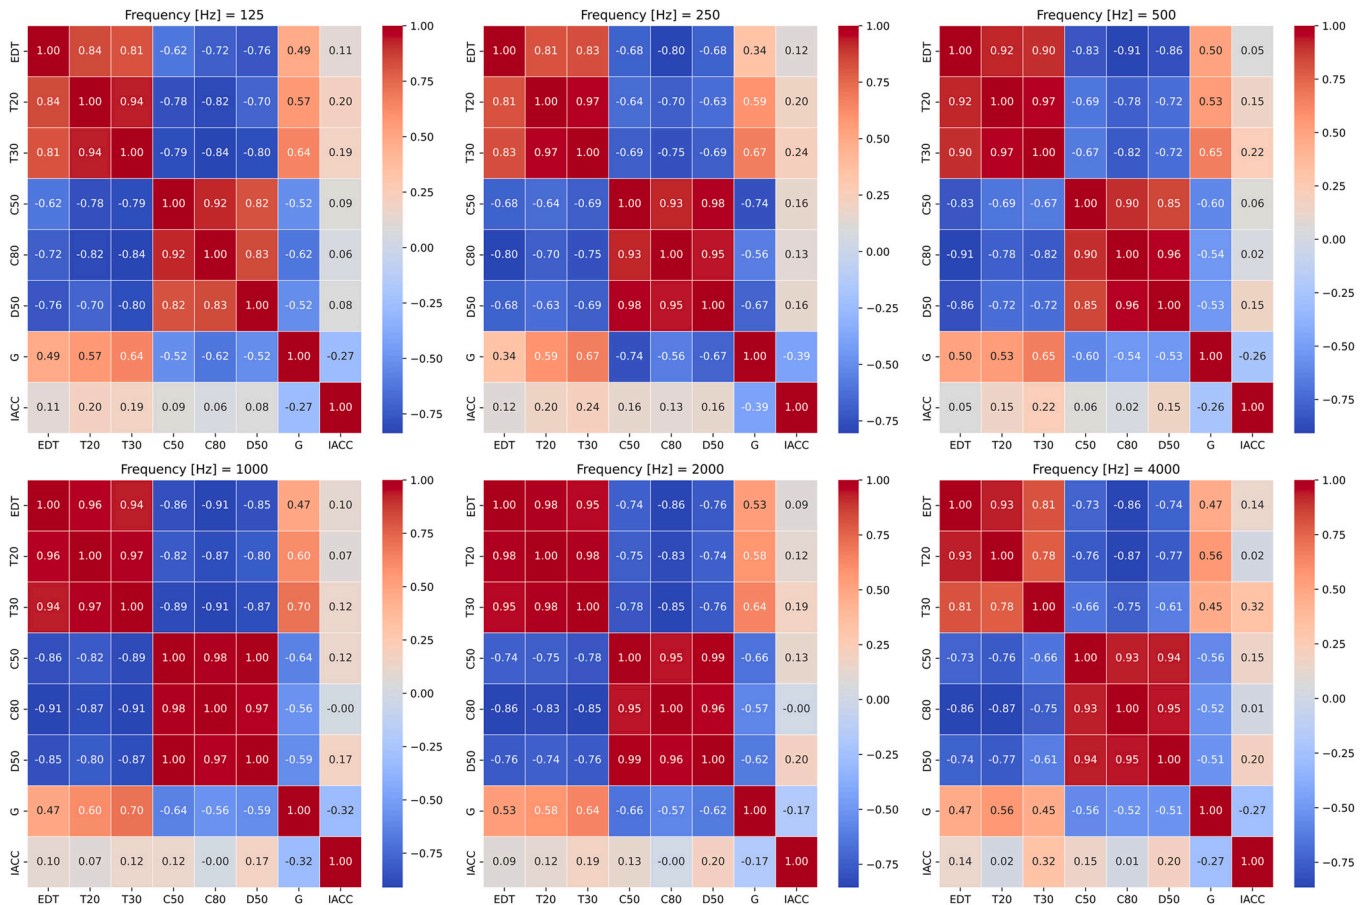 Frequency [Hz] = 125
EDT 1.00 0.84 0.81 -0.62 -0.72 -0.76 0.49 0.11
T20 0.84 1.00 0.94 -0.78 -0.82 -0.70 0.57 0.20
T30 0.81 0.94 1.00 -0.79 -0.84 -0.80 0.64 0.19
C50 -0.62 -0.78 -0.79 1.00 0.92 0.82 -0.52 0.09
C80 -0.72 -0.82 -0.84 0.92 1.00 0.83 -0.62 0.06
D50 -0.76 -0.70 -0.80 0.82 0.83 1.00 -0.52 0.08
G 0.49 0.57 0.64 -0.52 -0.62 -0.52 1.00 -0.27
IACC 0.11 0.20 0.19 0.09 0.06 0.08 -0.27 1.00
EDT T20 T30 C50 C80 D50 G IACC
1.00
0.75
0.50
0.25
0.00
−0.25
−0.50
−0.75
Frequency [Hz] = 250
EDT 1.00 0.81 0.83 -0.68 -0.80 -0.68 0.34 0.12
T20 0.81 1.00 0.97 -0.64 -0.70 -0.63 0.59 0.20
T30 0.83 0.97 1.00 -0.69 -0.75 -0.69 0.67 0.24
C50 -0.68 -0.64 -0.69 1.00 0.93 0.98 -0.74 0.16
C80 -0.80 -0.70 -0.75 0.93 1.00 0.95 -0.56 0.13
D50 -0.68 -0.63 -0.69 0.98 0.95 1.00 -0.67 0.16
G 0.34 0.59 0.67 -0.74 -0.56 -0.67 1.00 -0.39
IACC 0.12 0.20 0.24 0.16 0.13 0.16 -0.39 1.00
EDT T20 T30 C50 C80 D50 G IACC
1.00
0.75
0.50
0.25
0.00
−0.25
−0.50
−0.75
Frequency [Hz] = 500
EDT 1.00 0.92 0.90 -0.83 -0.91 -0.86 0.50 0.05
T20 0.92 1.00 0.97 -0.69 -0.78 -0.72 0.53 0.15
T30 0.90 0.97 1.00 -0.67 -0.82 -0.72 0.65 0.22
C50 -0.83 -0.69 -0.67 1.00 0.90 0.85 -0.60 0.06
C80 -0.91 -0.78 -0.82 0.90 1.00 0.96 -0.54 0.02
D50 -0.86 -0.72 -0.72 0.85 0.96 1.00 -0.53 0.15
G 0.50 0.53 0.65 -0.60 -0.54 -0.53 1.00 -0.26
IACC 0.05 0.15 0.22 0.06 0.02 0.15 -0.26 1.00
EDT T20 T30 C50 C80 D50 G IACC
1.00
0.75
0.50
0.25
0.00
−0.25
−0.50
−0.75
Frequency [Hz] = 1000
EDT 1.00 0.96 0.94 -0.86 -0.91 -0.85 0.47 0.10
T20 0.96 1.00 0.97 -0.82 -0.87 -0.80 0.60 0.07
T30 0.94 0.97 1.00 -0.89 -0.91 -0.87 0.70 0.12
C50 -0.86 -0.82 -0.89 1.00 0.98 1.00 -0.64 0.12
C80 -0.91 -0.87 -0.91 0.98 1.00 0.97 -0.56 -0.00
D50 -0.85 -0.80 -0.87 1.00 0.97 1.00 -0.59 0.17
G 0.47 0.60 0.70 -0.64 -0.56 -0.59 1.00 -0.32
IACC 0.10 0.07 0.12 0.12 -0.00 0.17 -0.32 1.00
EDT T20 T30 C50 C80 D50 G IACC
1.00
0.75
0.50
0.25
0.00
−0.25
−0.50
−0.75
Frequency [Hz] = 2000
EDT 1.00 0.98 0.95 -0.74 -0.86 -0.76 0.53 0.09
T20 0.98 1.00 0.98 -0.75 -0.83 -0.74 0.58 0.12
T30 0.95 0.98 1.00 -0.78 -0.85 -0.76 0.64 0.19
C50 -0.74 -0.75 -0.78 1.00 0.95 0.99 -0.66 0.13
C80 -0.86 -0.83 -0.85 0.95 1.00 0.96 -0.57 -0.00
D50 -0.76 -0.74 -0.76 0.99 0.96 1.00 -0.62 0.20
G 0.53 0.58 0.64 -0.66 -0.57 -0.62 1.00 -0.17
IACC 0.09 0.12 0.19 0.13 -0.00 0.20 -0.17 1.00
EDT T20 T30 C50 C80 D50 G IACC
1.00
0.75
0.50
0.25
0.00
−0.25
−0.50
−0.75
Frequency [Hz] = 4000
EDT 1.00 0.93 0.81 -0.73 -0.86 -0.74 0.47 0.14
T20 0.93 1.00 0.78 -0.76 -0.87 -0.77 0.56 0.02
T30 0.81 0.78 1.00 -0.66 -0.75 -0.61 0.45 0.32
C50 -0.73 -0.76 -0.66 1.00 0.93 0.94 -0.56 0.15
C80 -0.86 -0.87 -0.75 0.93 1.00 0.95 -0.52 0.01
D50 -0.74 -0.77 -0.61 0.94 0.95 1.00 -0.51 0.20
G 0.47 0.56 0.45 -0.56 -0.52 -0.51 1.00 -0.27
IACC 0.14 0.02 0.32 0.15 0.01 0.20 -0.27 1.00
EDT T20 T30 C50 C80 D50 G IACC
1.00
0.75
0.50
0.25
0.00
−0.25
−0.50
−0.75